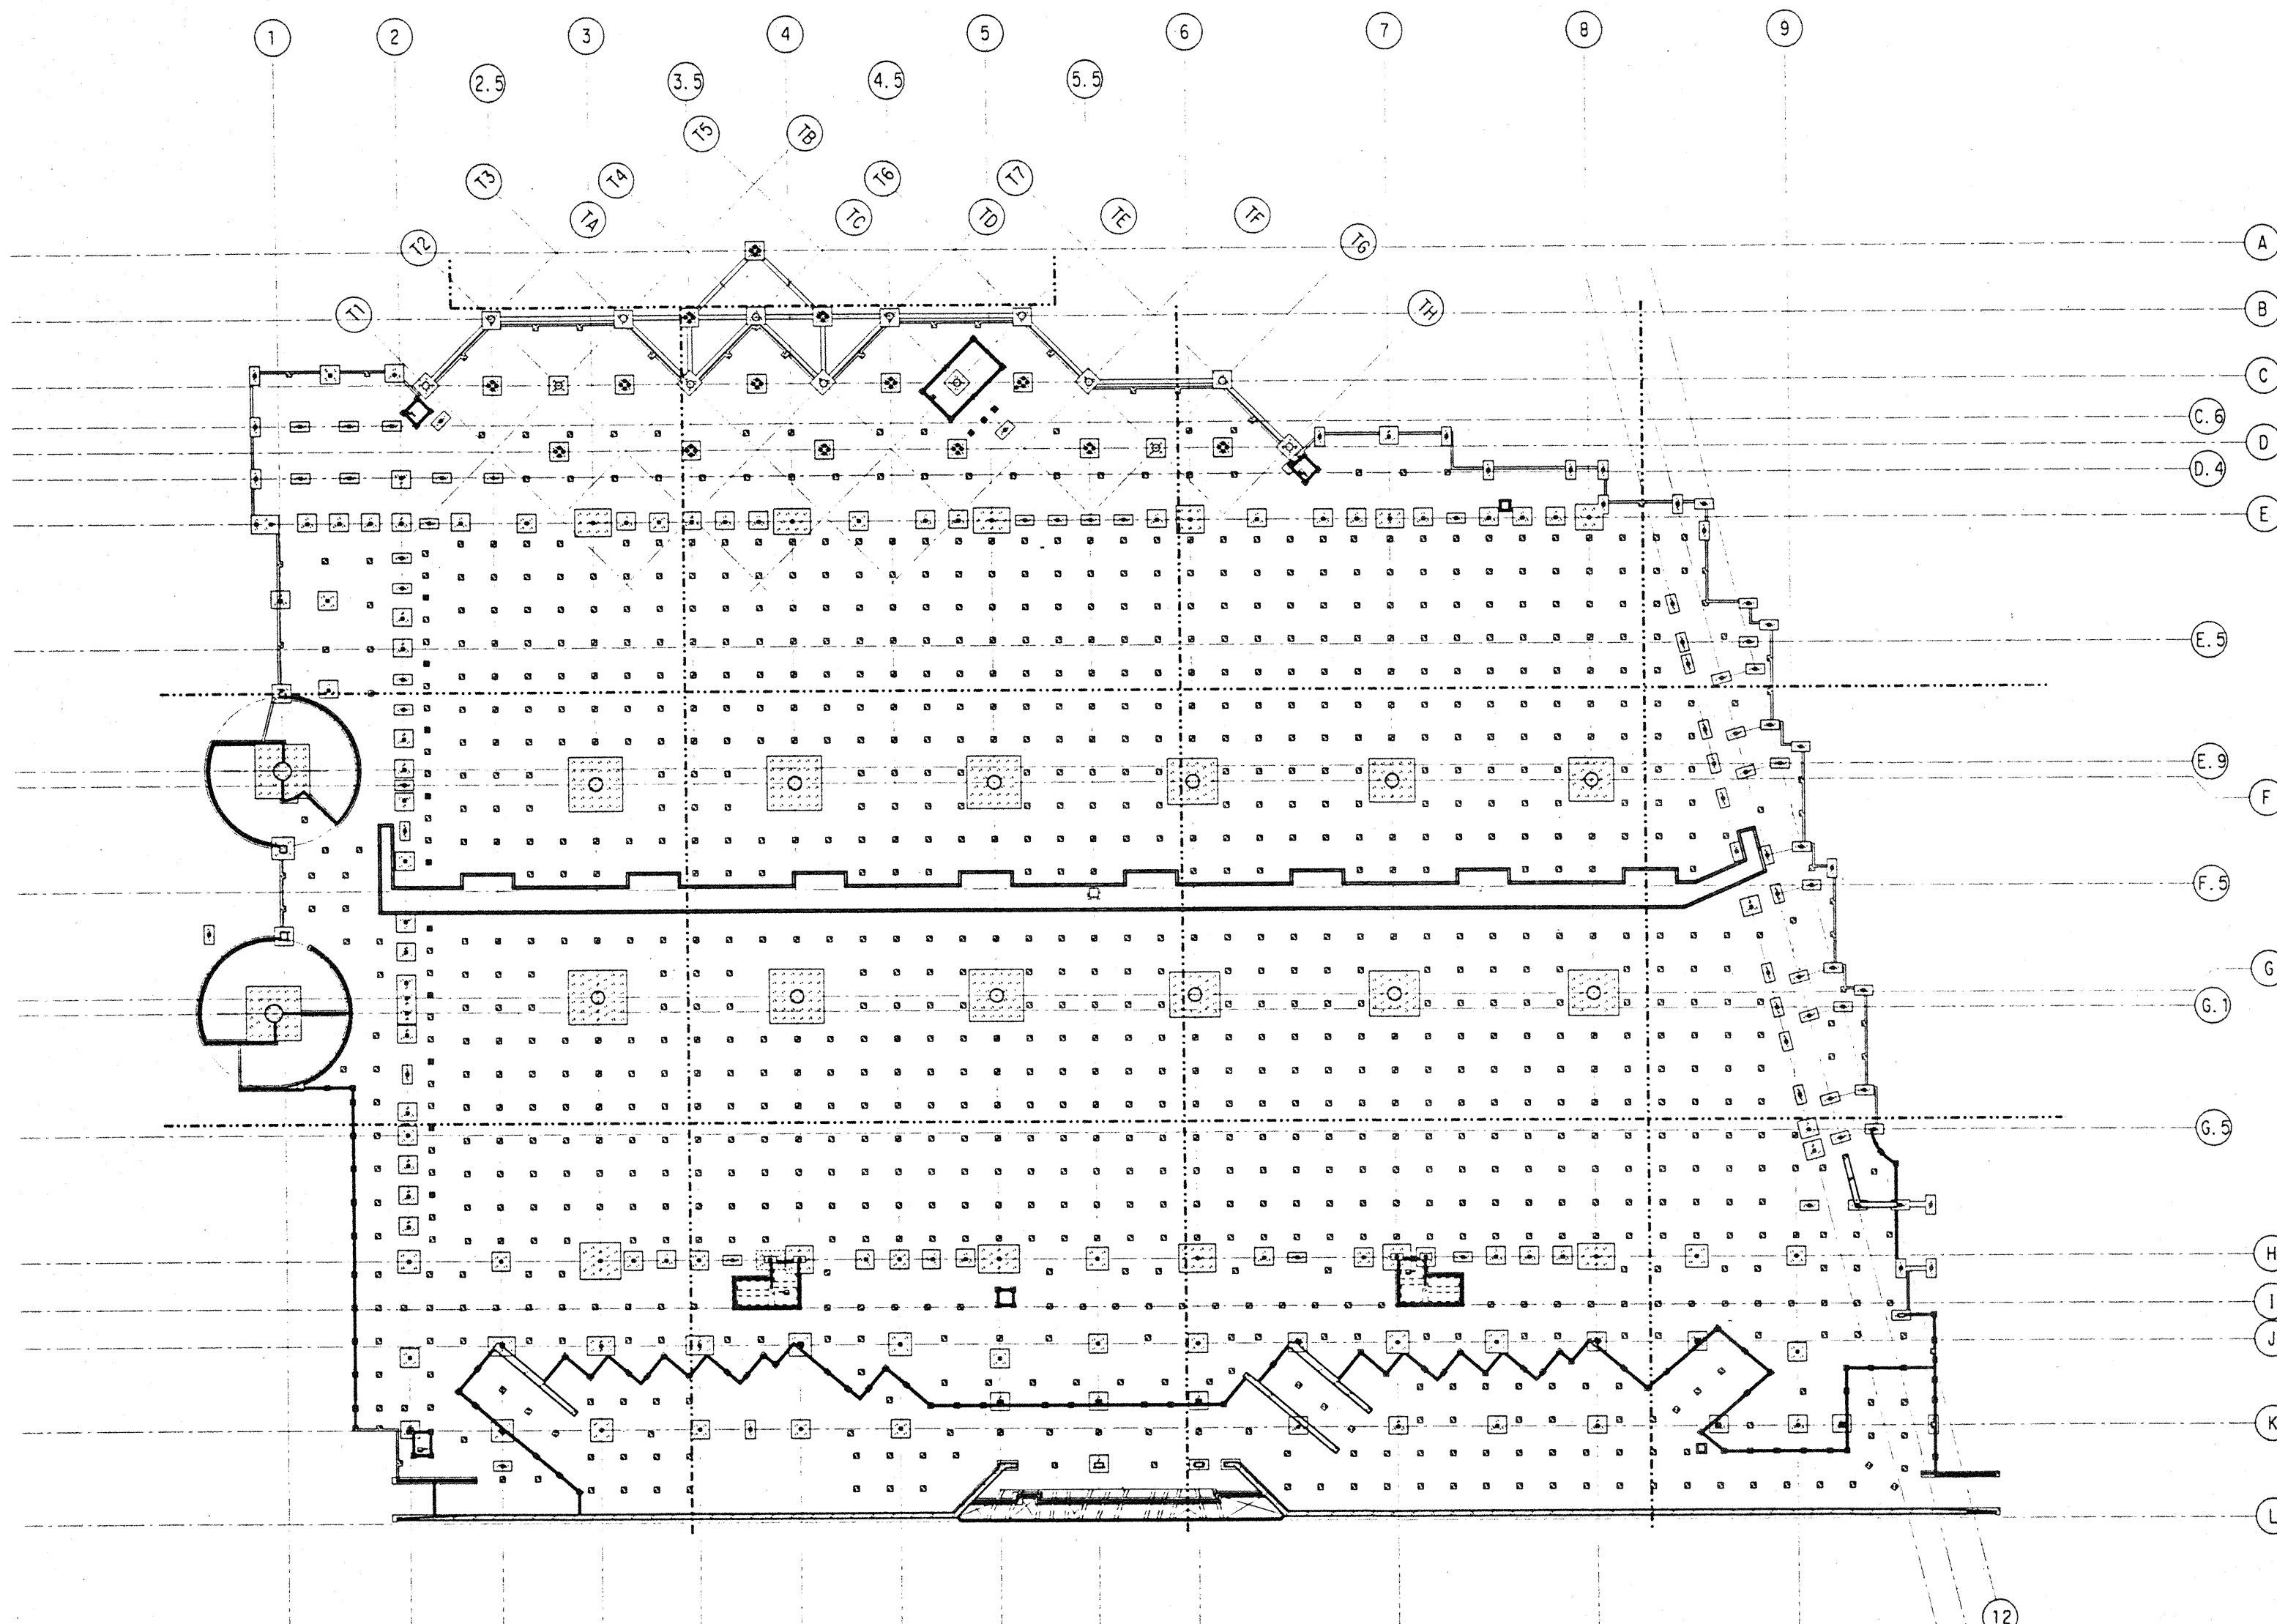 1 2 3 4 5 6 7 8 9
2.5 3.5 4.5 5.5
T5 TB
T3 T4 T6 T7
TA TC TD TE TF
T2 TG A
T1 TH B
C
C.6
D
D.4
E
E.5
E.9
F
F.5
G
G.1
G.5
H
I
J
K
L
12